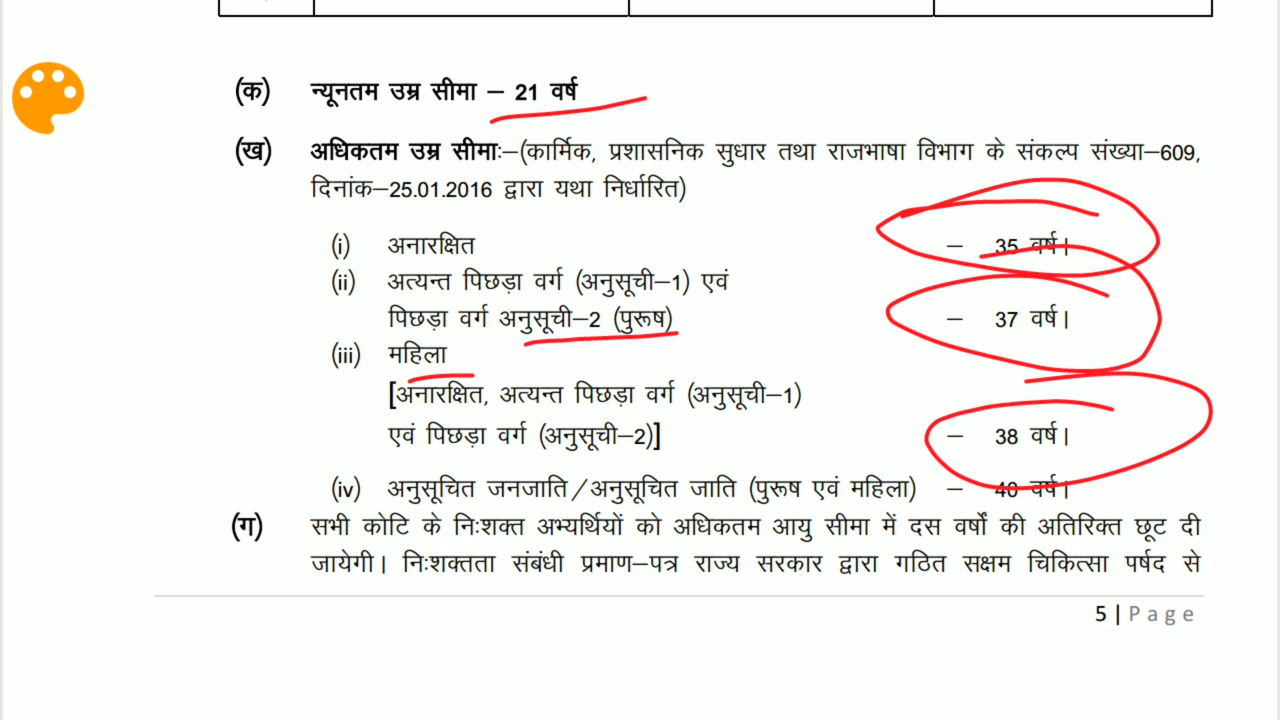 (क) न्यूनतम उम्र सीमा – 21 वर्ष
(ख) अधिकतम उम्र सीमाः–(कार्मिक, प्रशासनिक सुधार तथा राजभाषा विभाग के संकल्प संख्या–609,
दिनांक–25.01.2016 द्वारा यथा निर्धारित)
(i) अनारक्षित – 35 वर्ष।
(ii) अत्यन्त पिछड़ा वर्ग (अनुसूची–1) एवं
पिछड़ा वर्ग अनुसूची–2 (पुरूष) – 37 वर्ष।
(iii) महिला
[अनारक्षित, अत्यन्त पिछड़ा वर्ग (अनुसूची–1)
एवं पिछड़ा वर्ग (अनुसूची–2)] – 38 वर्ष।
(iv) अनुसूचित जनजाति/अनुसूचित जाति (पुरूष एवं महिला) – 40 वर्ष।
(ग) सभी कोटि के निःशक्त अभ्यर्थियों को अधिकतम आयु सीमा में दस वर्षों की अतिरिक्त छूट दी
जायेगी। निःशक्तता संबंधी प्रमाण–पत्र राज्य सरकार द्वारा गठित सक्षम चिकित्सा पर्षद से
5 | Page